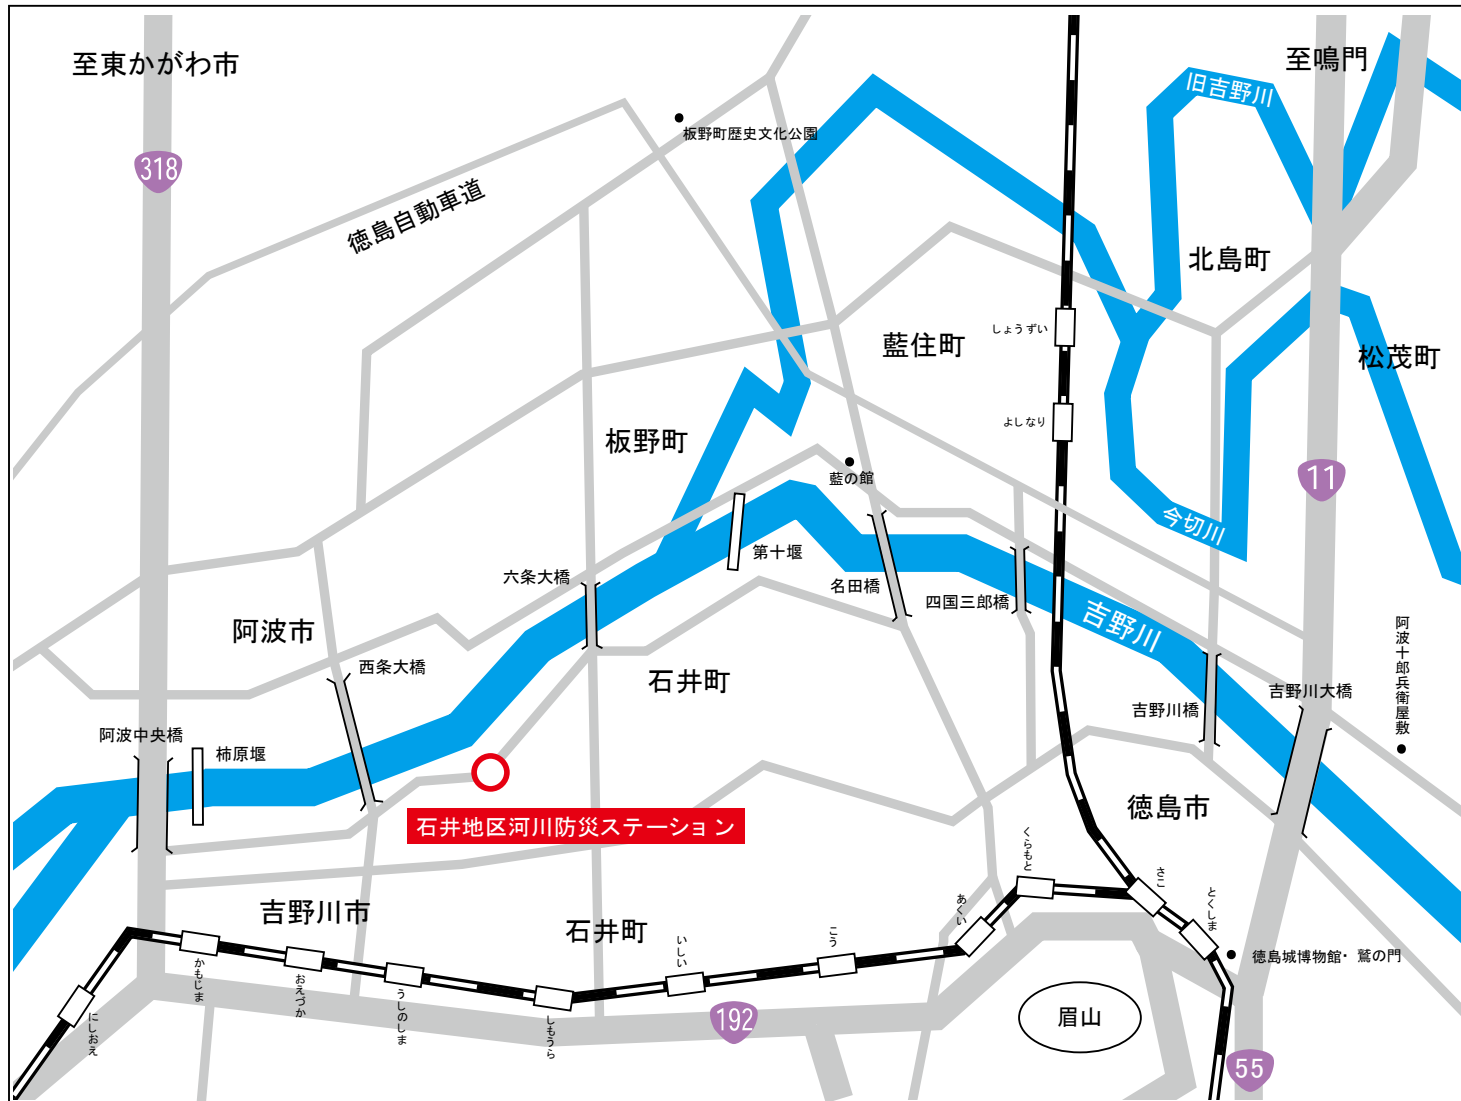 至東かがわ市
至鳴門
旧吉野川
板野町歴史文化公園
318
徳島自動車道
北島町
しょうずい
藍住町
松茂町
よしなり
板野町
藍の館
11
今切川
第十堰
六条大橋
名田橋
四国三郎橋
吉野川
阿波市
西条大橋
石井町
阿波十郎兵衛屋敷
吉野川大橋
吉野川橋
阿波中央橋
柿原堰
徳島市
石井地区河川防災ステーション
くらもと
さこ
とくしま
あくい
吉野川市
石井町
いしい
こう
徳島城博物館・鷲の門
かもじま
おえづか
うしのしま
しもうら
にしおえ
192
眉山
55